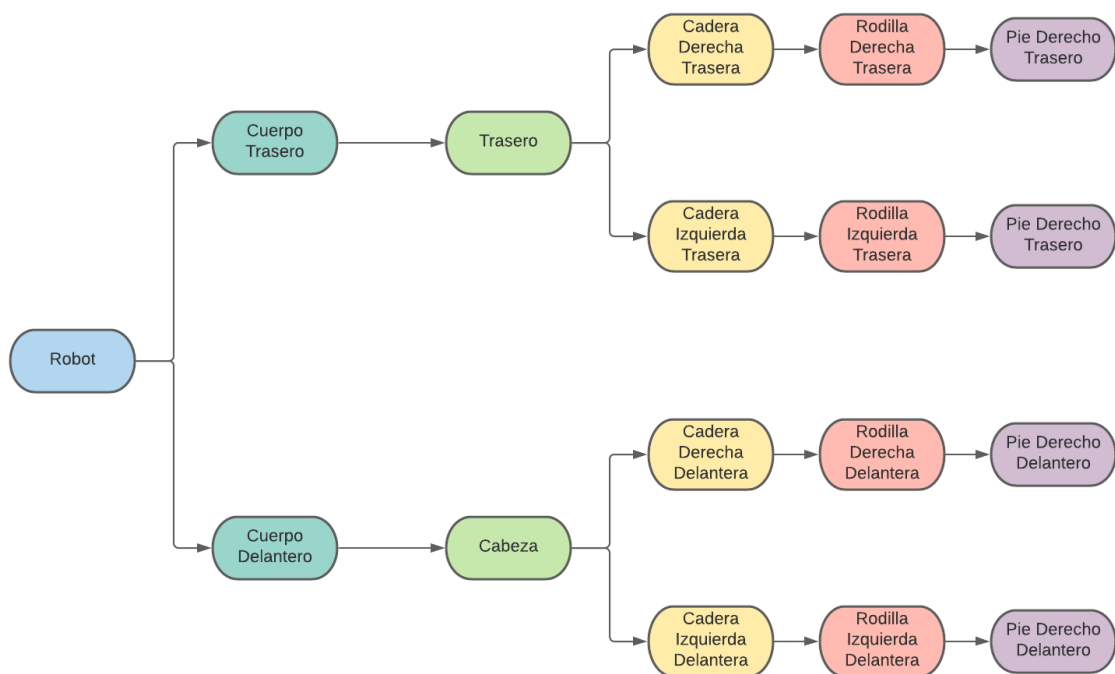 Cadera
Derecha
Trasera
Rodilla
Derecha
Trasera
Pie Derecho
Trasero
Cuerpo
Trasero
Trasero
Cadera
Izquierda
Trasera
Rodilla
Izquierda
Trasera
Pie Derecho
Trasero
Robot
Cadera
Derecha
Delantera
Rodilla
Derecha
Delantera
Pie Derecho
Delantero
Cuerpo
Delantero
Cabeza
Cadera
Izquierda
Delantera
Rodilla
Izquierda
Delantera
Pie Derecho
Delantero